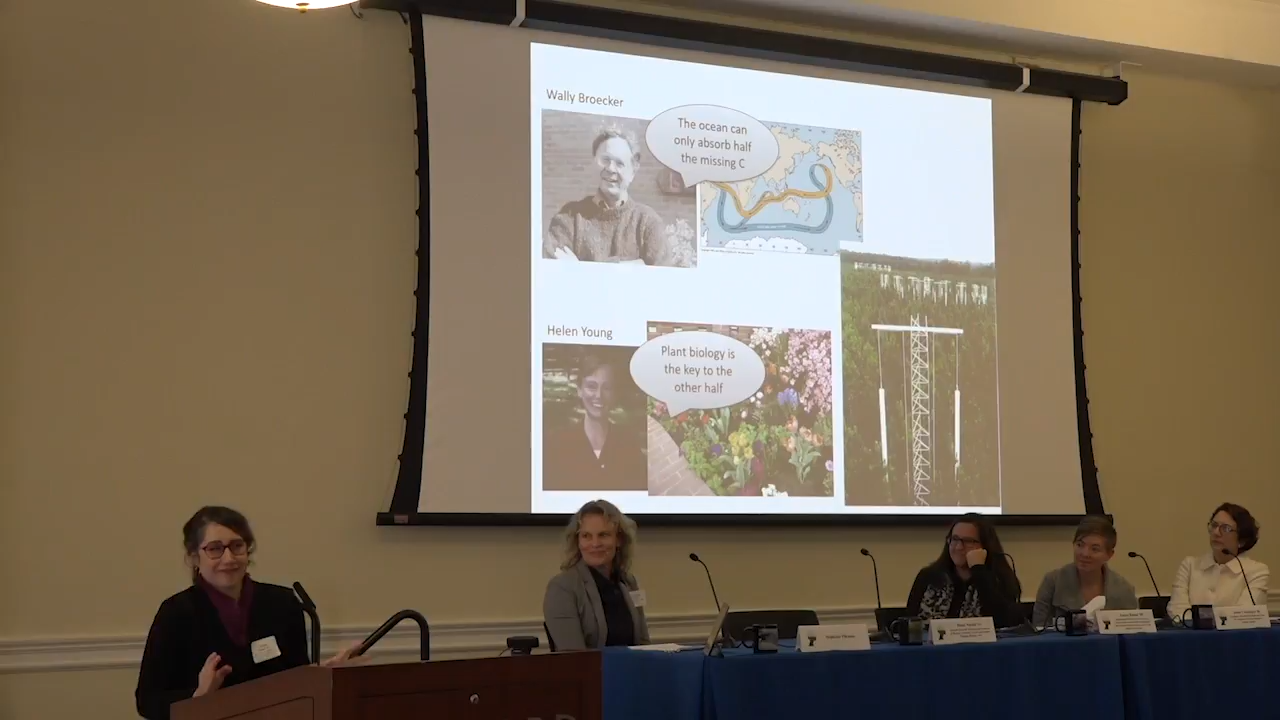 Wally Broecker
The ocean can
only absorb half
the missing C
Helen Young
Plant biology is
the key to the
other half